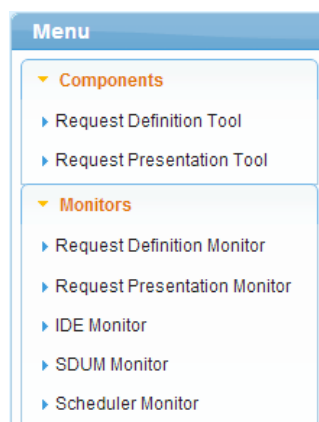 Menu
Components
Request Definition Tool
Request Presentation Tool
Monitors
Request Definition Monitor
Request Presentation Monitor
IDE Monitor
SDUM Monitor
Scheduler Monitor